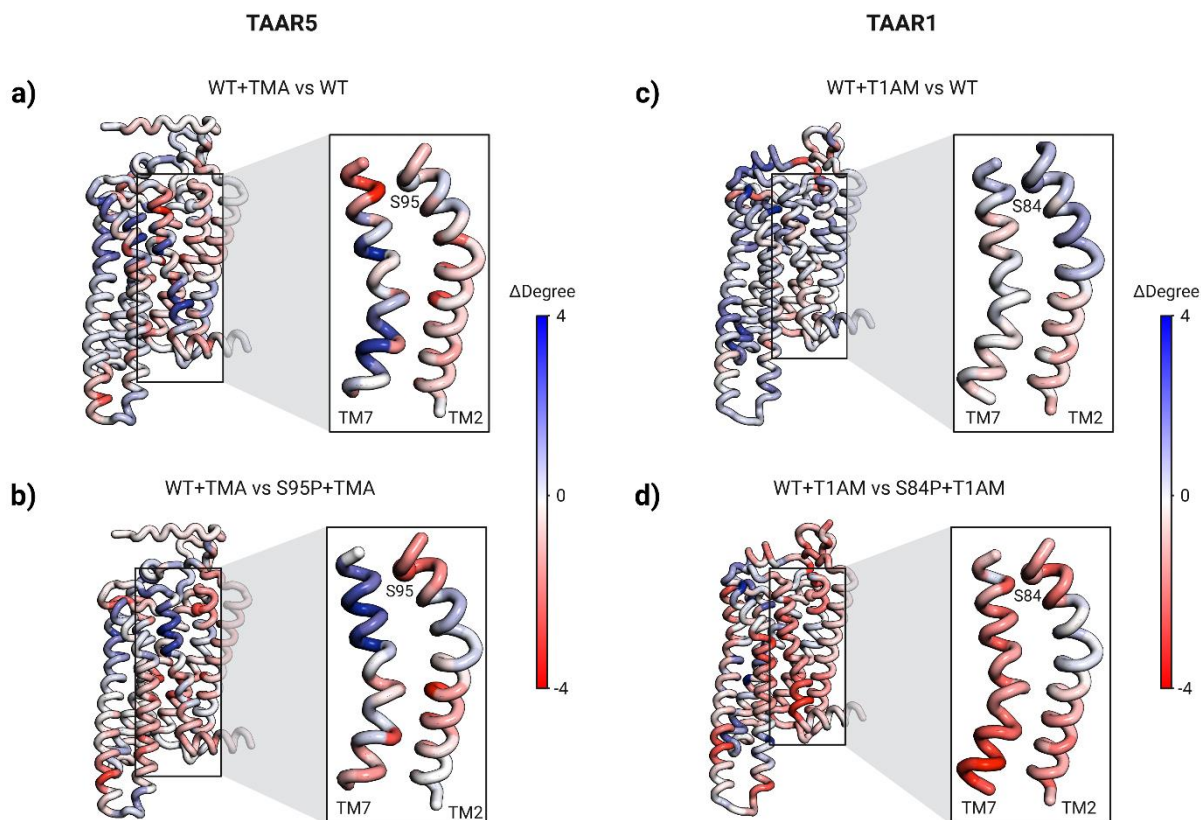 TAAR5
TAAR1
a)
WT+TMA vs WT
S95
TM7
TM2
c)
WT+T1AM vs WT
S84
TM7
TM2
ΔDegree
4
0
-4
ΔDegree
4
0
-4
b)
WT+TMA vs S95P+TMA
S95
TM7
TM2
d)
WT+T1AM vs S84P+T1AM
S84
TM7
TM2